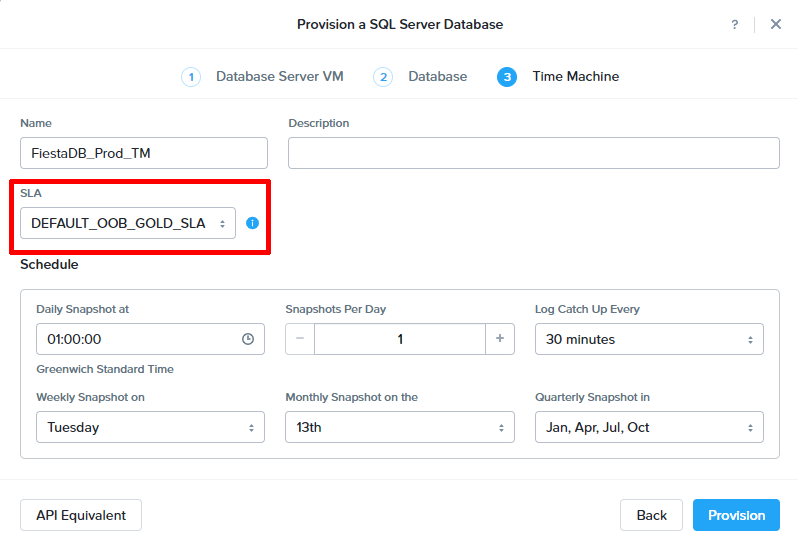 Provision a SQL Server Database
?
1 Database Server VM 2 Database 3 Time Machine
Name Description
FiestaDB_Prod_TM
SLA
DEFAULT_OOB_GOLD_SLA
Schedule
Daily Snapshot at Snapshots Per Day Log Catch Up Every
01:00:00 1 30 minutes
Greenwich Standard Time
Weekly Snapshot on Monthly Snapshot on the Quarterly Snapshot in
Tuesday 13th Jan, Apr, Jul, Oct
API Equivalent Back Provision